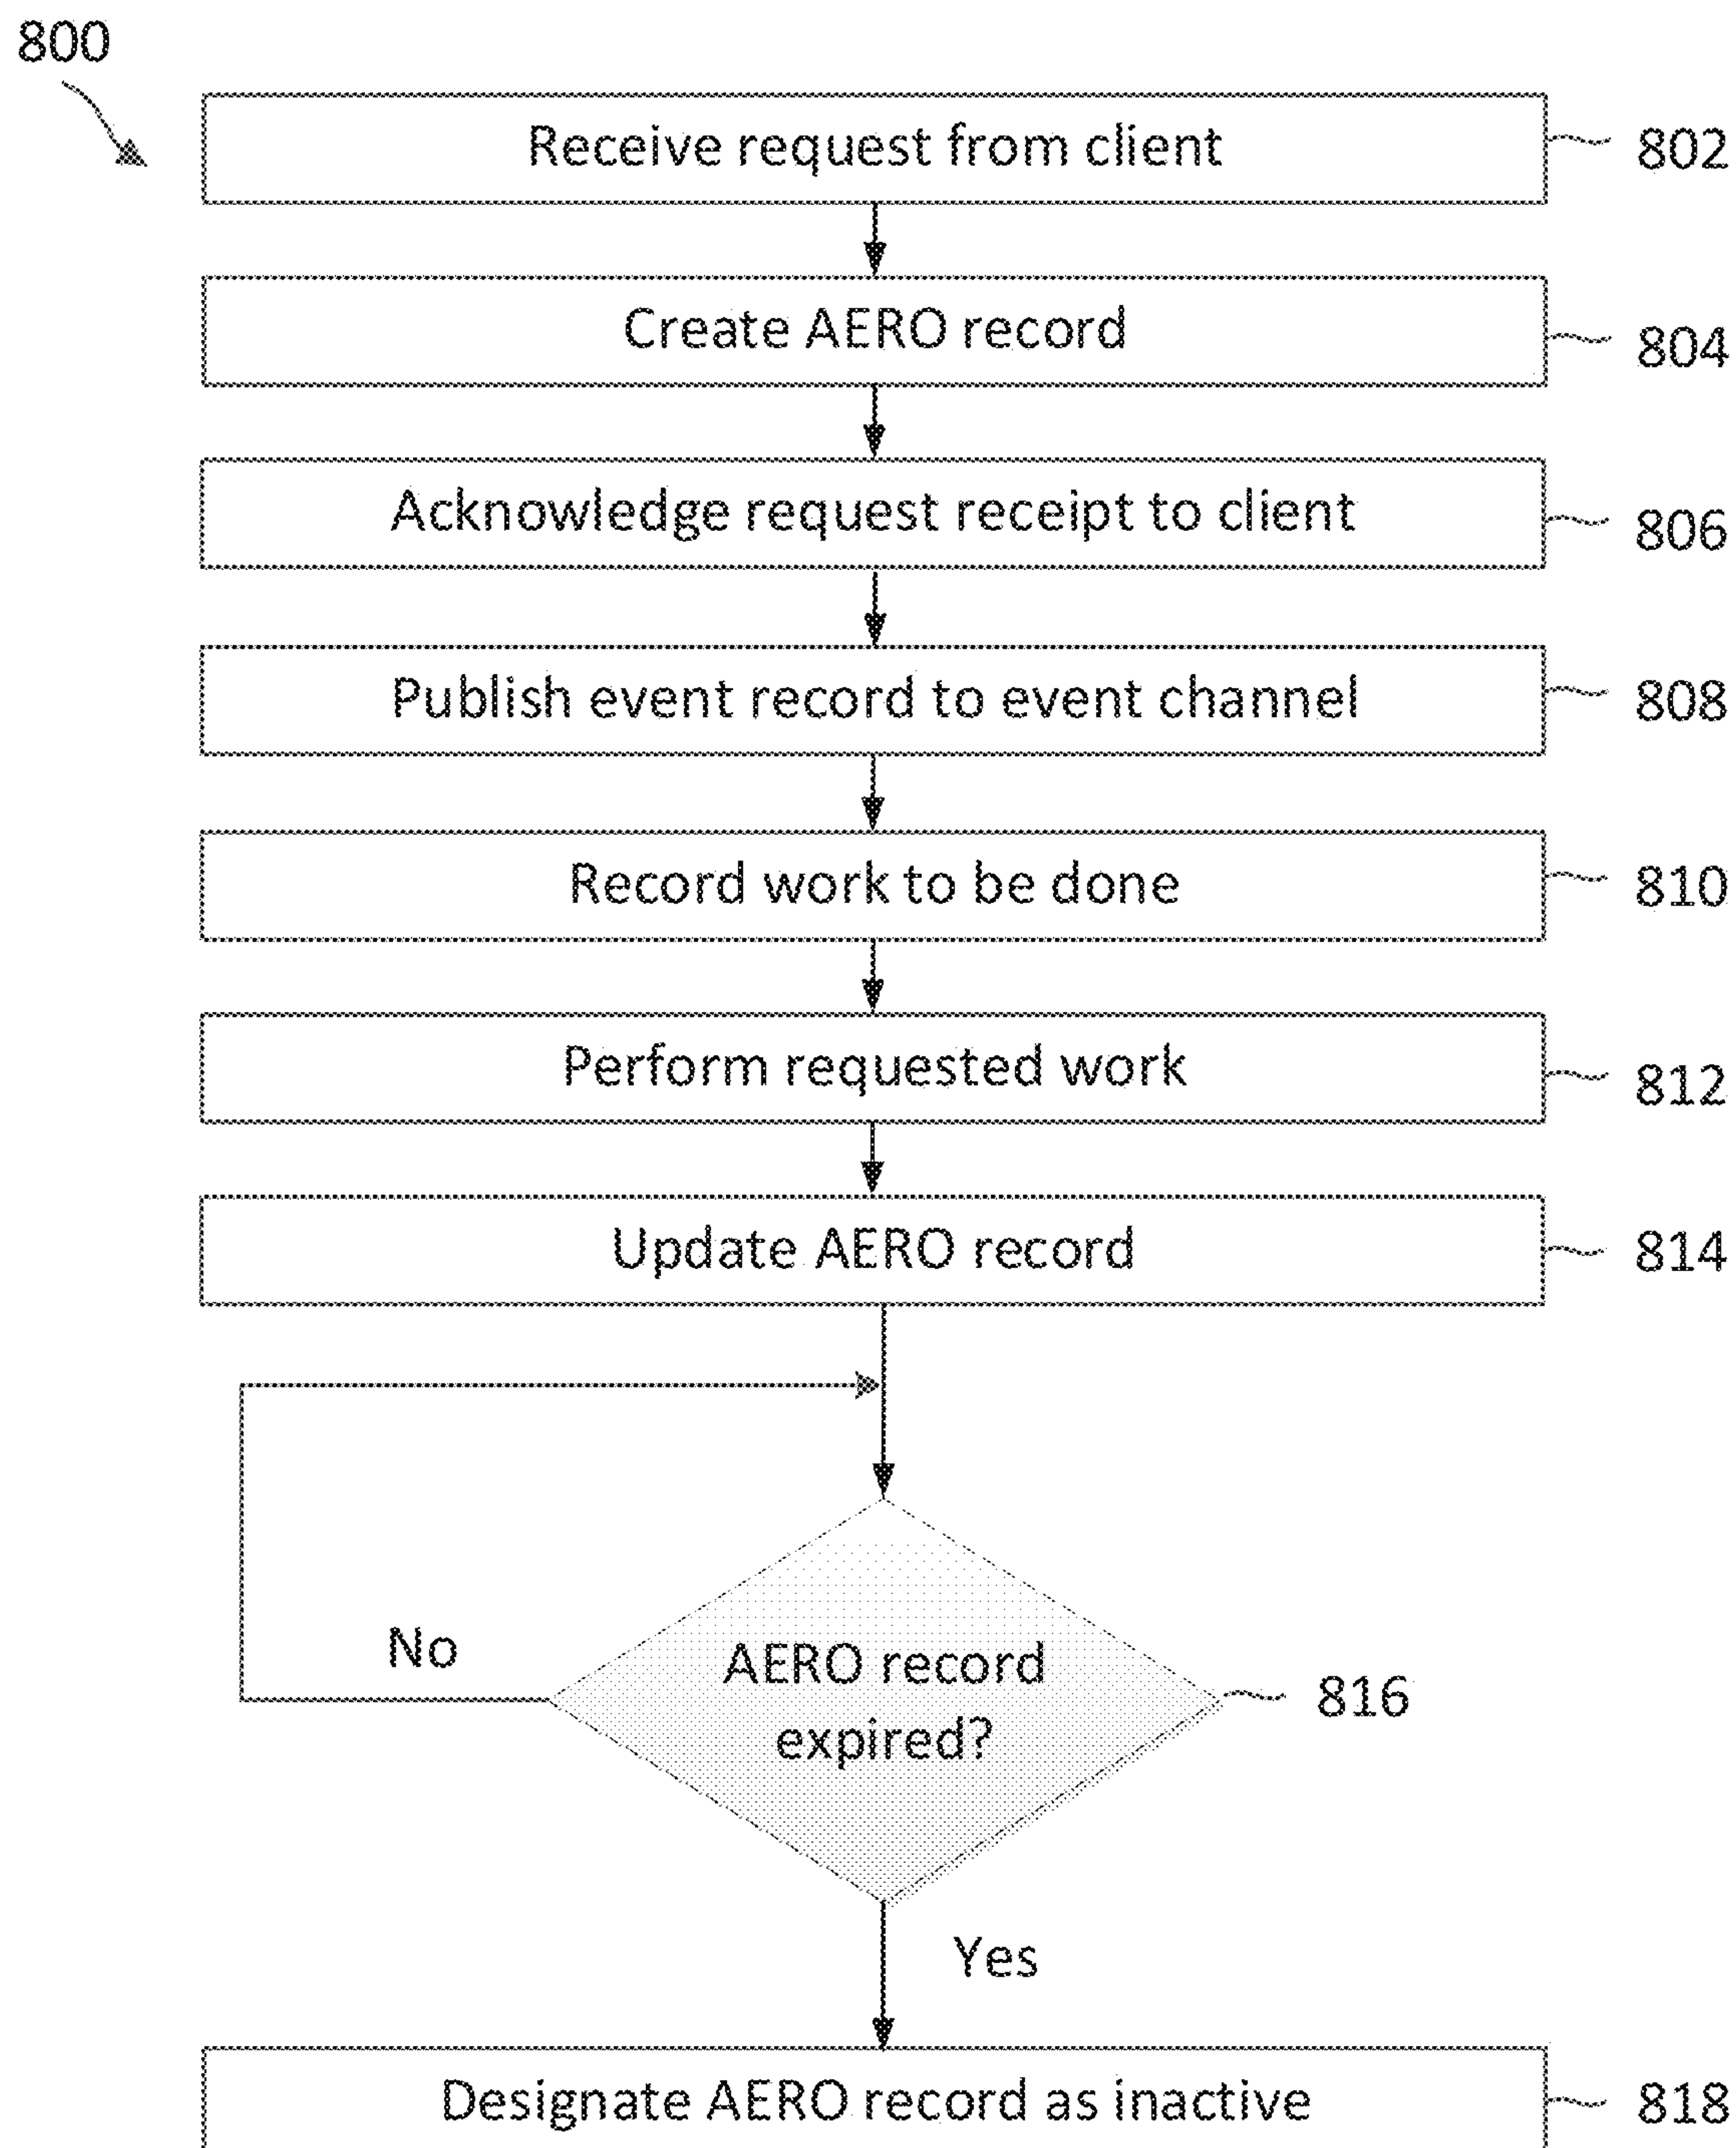 800
Receive request from client 802
Create AERO record 804
Acknowledge request receipt to client 806
Publish event record to event channel 808
Record work to be done 810
Perform requested work 812
Update AERO record 814
No
AERO record
expired?
816
Yes
Designate AERO record as inactive 818